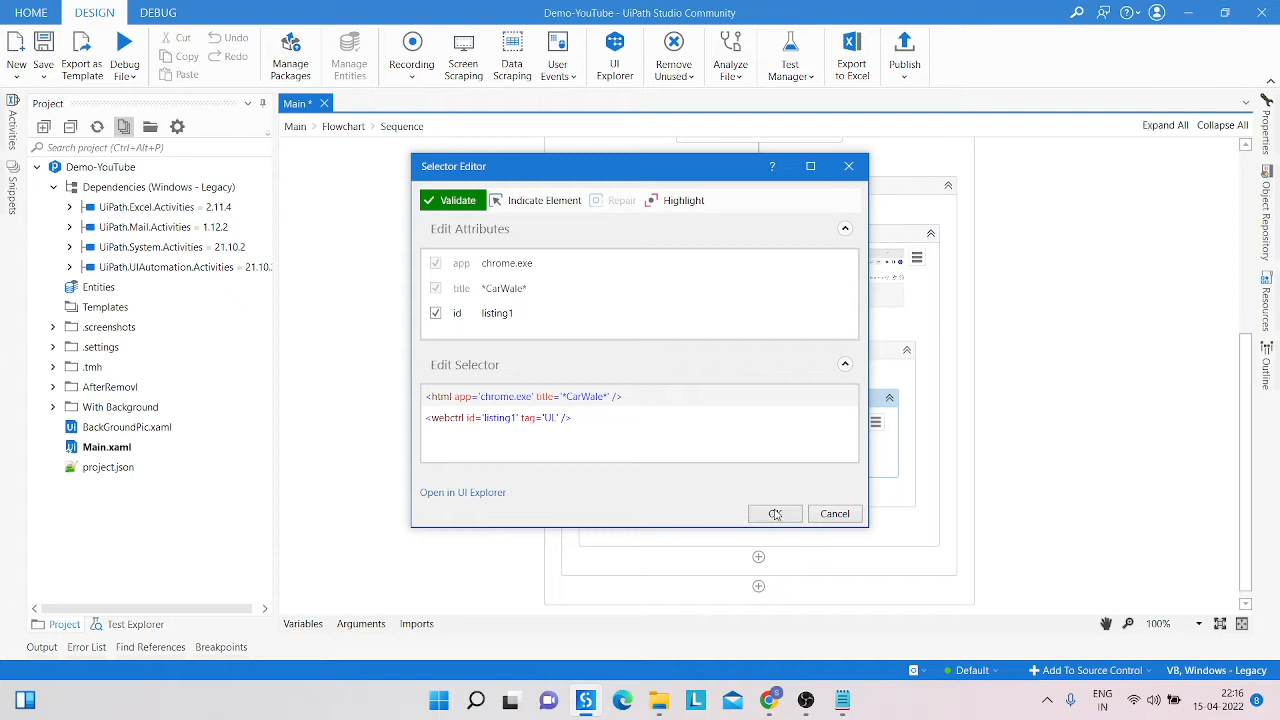 HOME
DESIGN
DEBUG
Demo-YouTube - UiPath Studio Community
New
Save
Export as Template
Debug File
Cut
Copy
Paste
Undo
Redo
Manage Packages
Manage Entities
Recording
Screen Scraping
Data Scraping
User Events
UI Explorer
Remove Unused
Analyze File
Test Manager
Export to Excel
Publish
Project
Search project (Ctrl+Alt+P)
Demo-YouTube
Dependencies (Windows - Legacy)
UiPath.Excel.Activities = 2.11.4
UiPath.Mail.Activities = 1.12.2
UiPath.System.Activities = 21.10.2
UiPath.UIAutomation.Activities = 21.10.
Entities
Templates
.screenshots
.settings
.tmh
AfterRemovl
With Background
BackGroundPic.xaml
Main.xaml
project.json
Project
Test Explorer
Activities
Snippets
Main *
Main > Flowchart > Sequence
Expand All
Collapse All
Selector Editor
?
Validate
Indicate Element
Repair
Highlight
Edit Attributes
app chrome.exe
title *CarWale*
id listing1
Edit Selector
<html app='chrome.exe' title='*CarWale*' />
<webctrl id='listing1' tag='UL' />
Open in UI Explorer
Cancel
Properties
Object Repository
Resources
Outline
Variables
Arguments
Imports
100%
Output
Error List
Find References
Breakpoints
Default
Add To Source Control
VB, Windows - Legacy
ENG
IN
22:16
15-04-2022
8